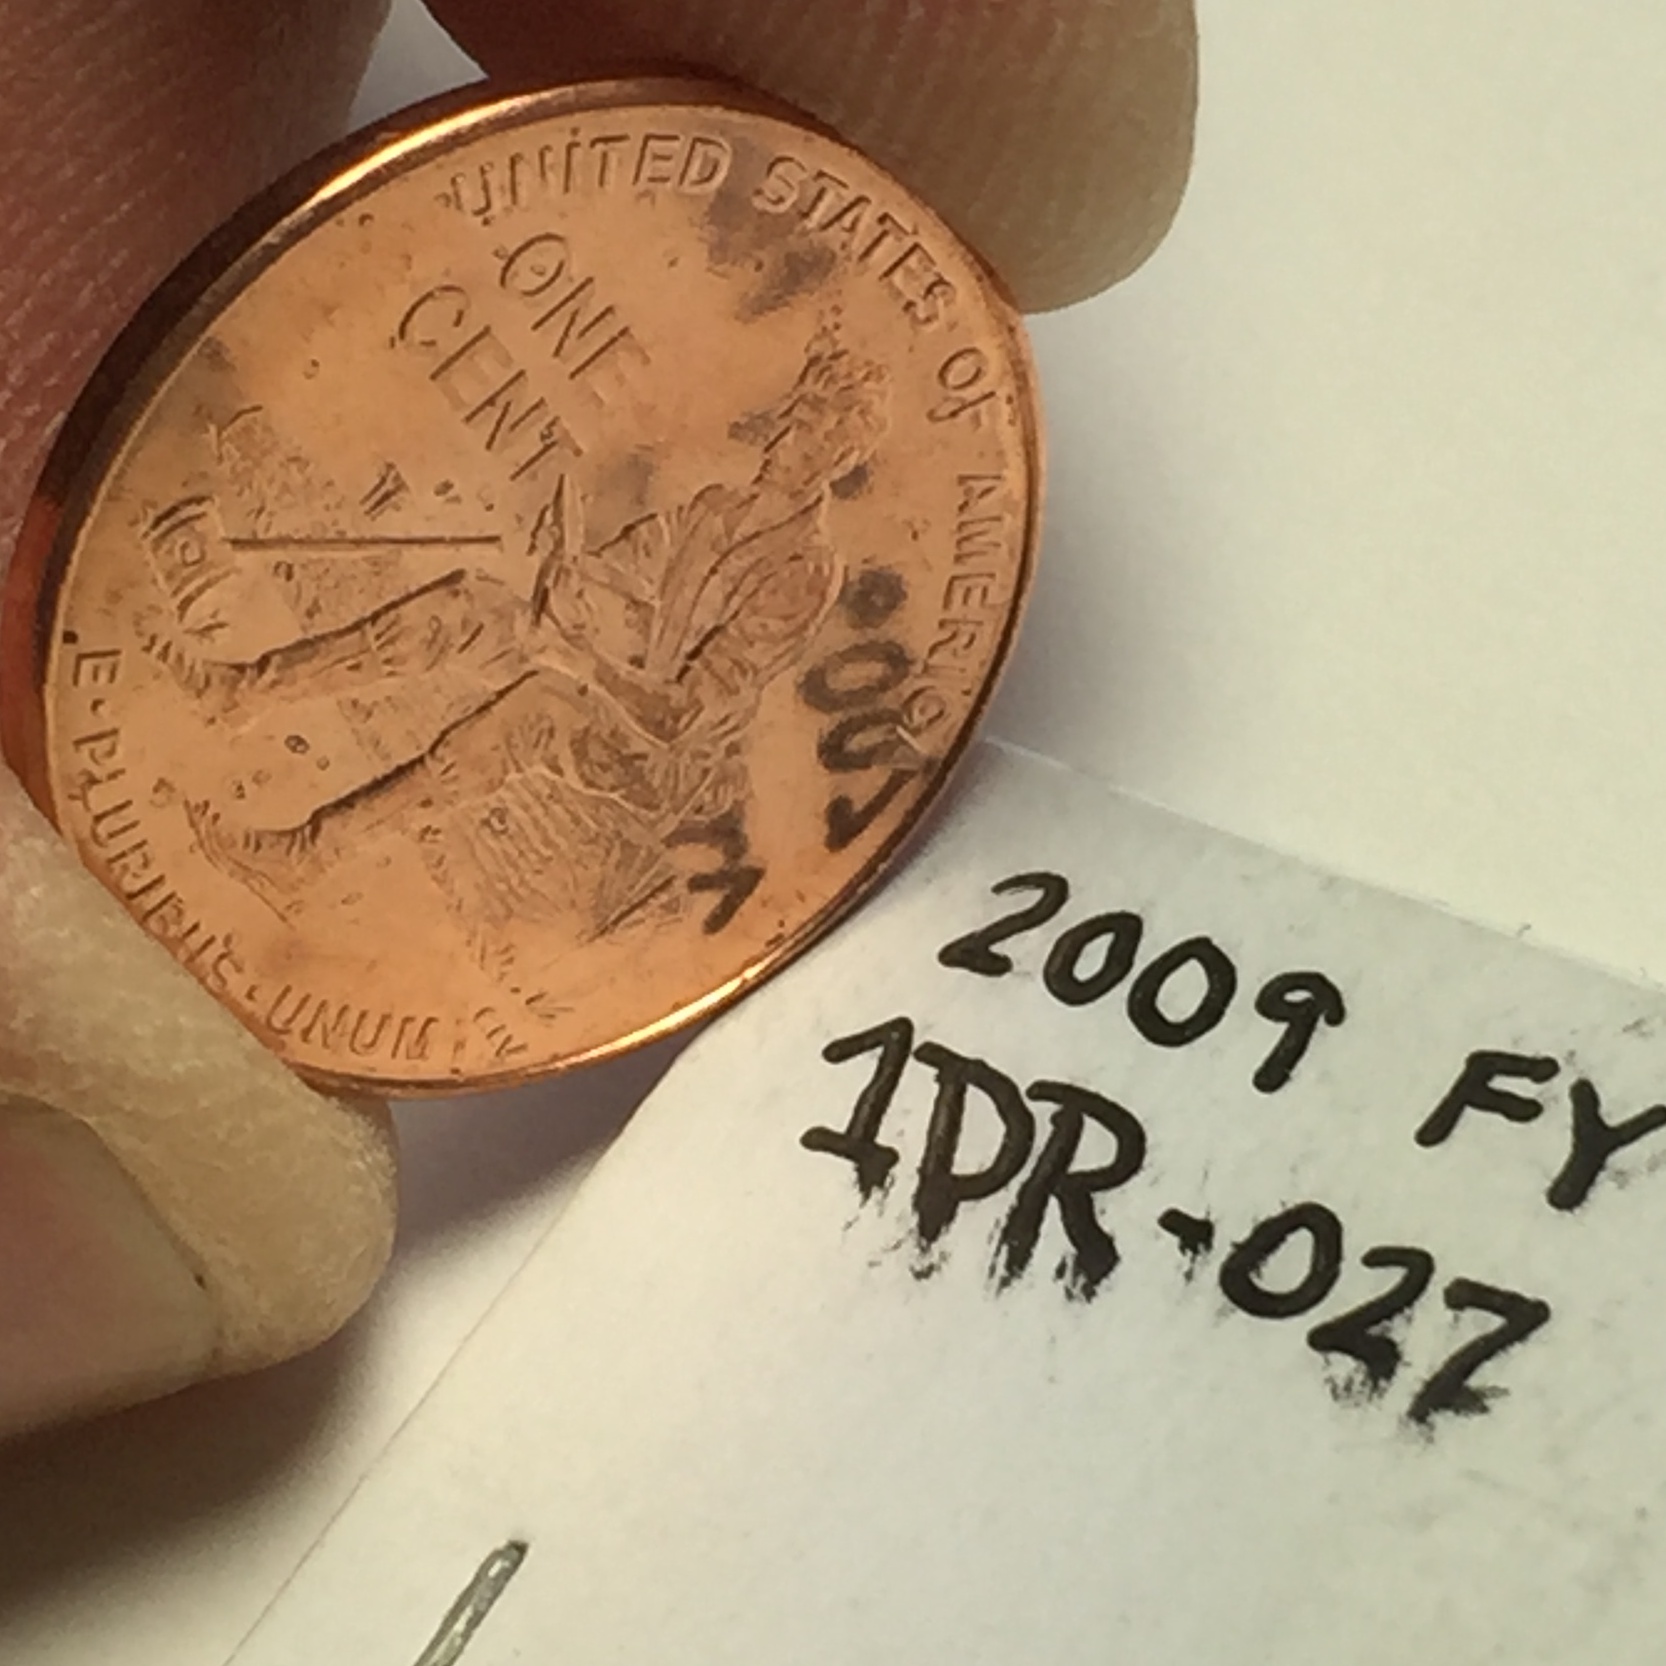 UNITED STATES OF AMERICA
ONE
CENT
E·PLURIBUS·UNUM
2009 FY
1DR-027